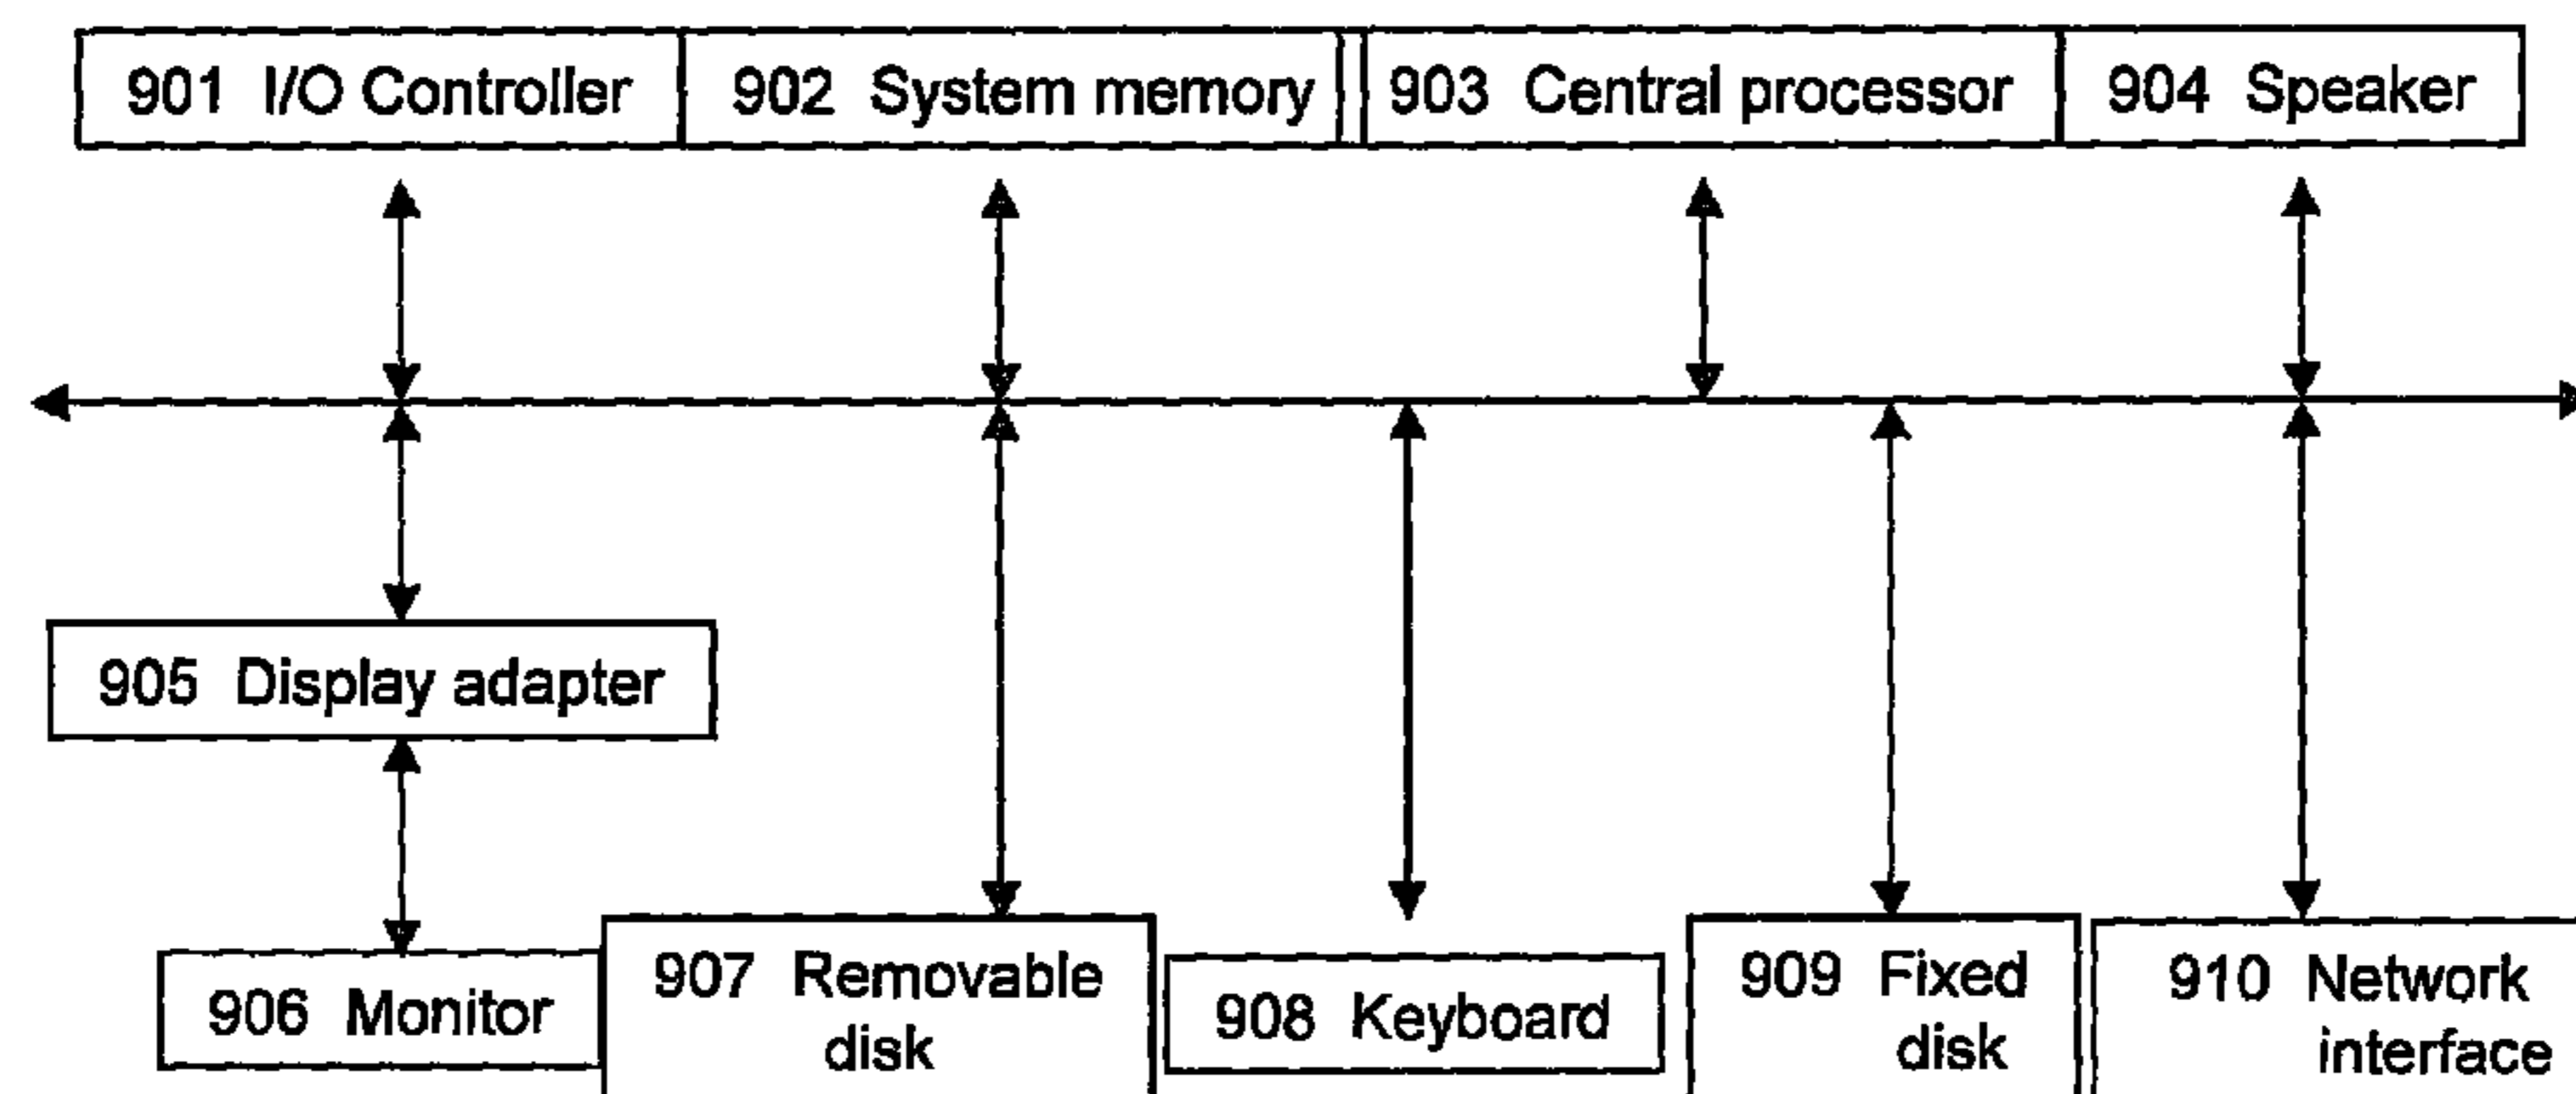 901 I/O Controller
902 System memory
903 Central processor
904 Speaker
905 Display adapter
906 Monitor
907 Removable
disk
908 Keyboard
909 Fixed
disk
910 Network
interface